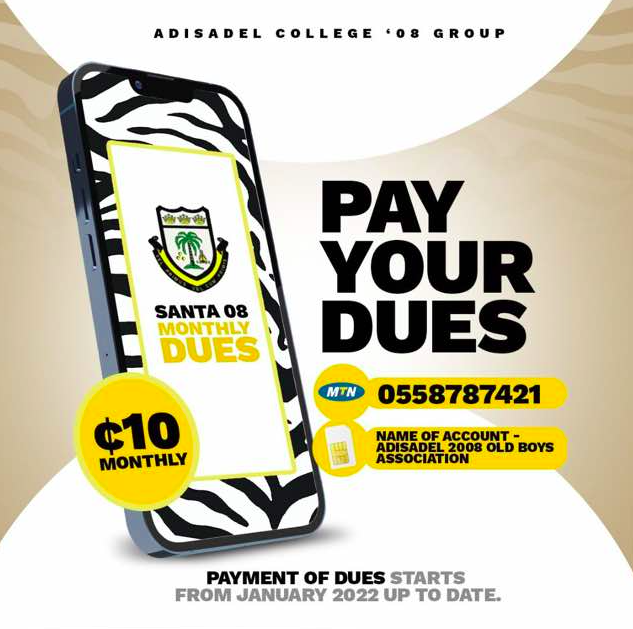 ADISADEL COLLEGE ‘08 GROUP
PAY
YOUR
DUES
SANTA 08
MONTHLY
DUES
¢10
MONTHLY
MTN
0558787421
NAME OF ACCOUNT -
ADISADEL 2008 OLD BOYS
ASSOCIATION
PAYMENT OF DUES STARTS
FROM JANUARY 2022 UP TO DATE.